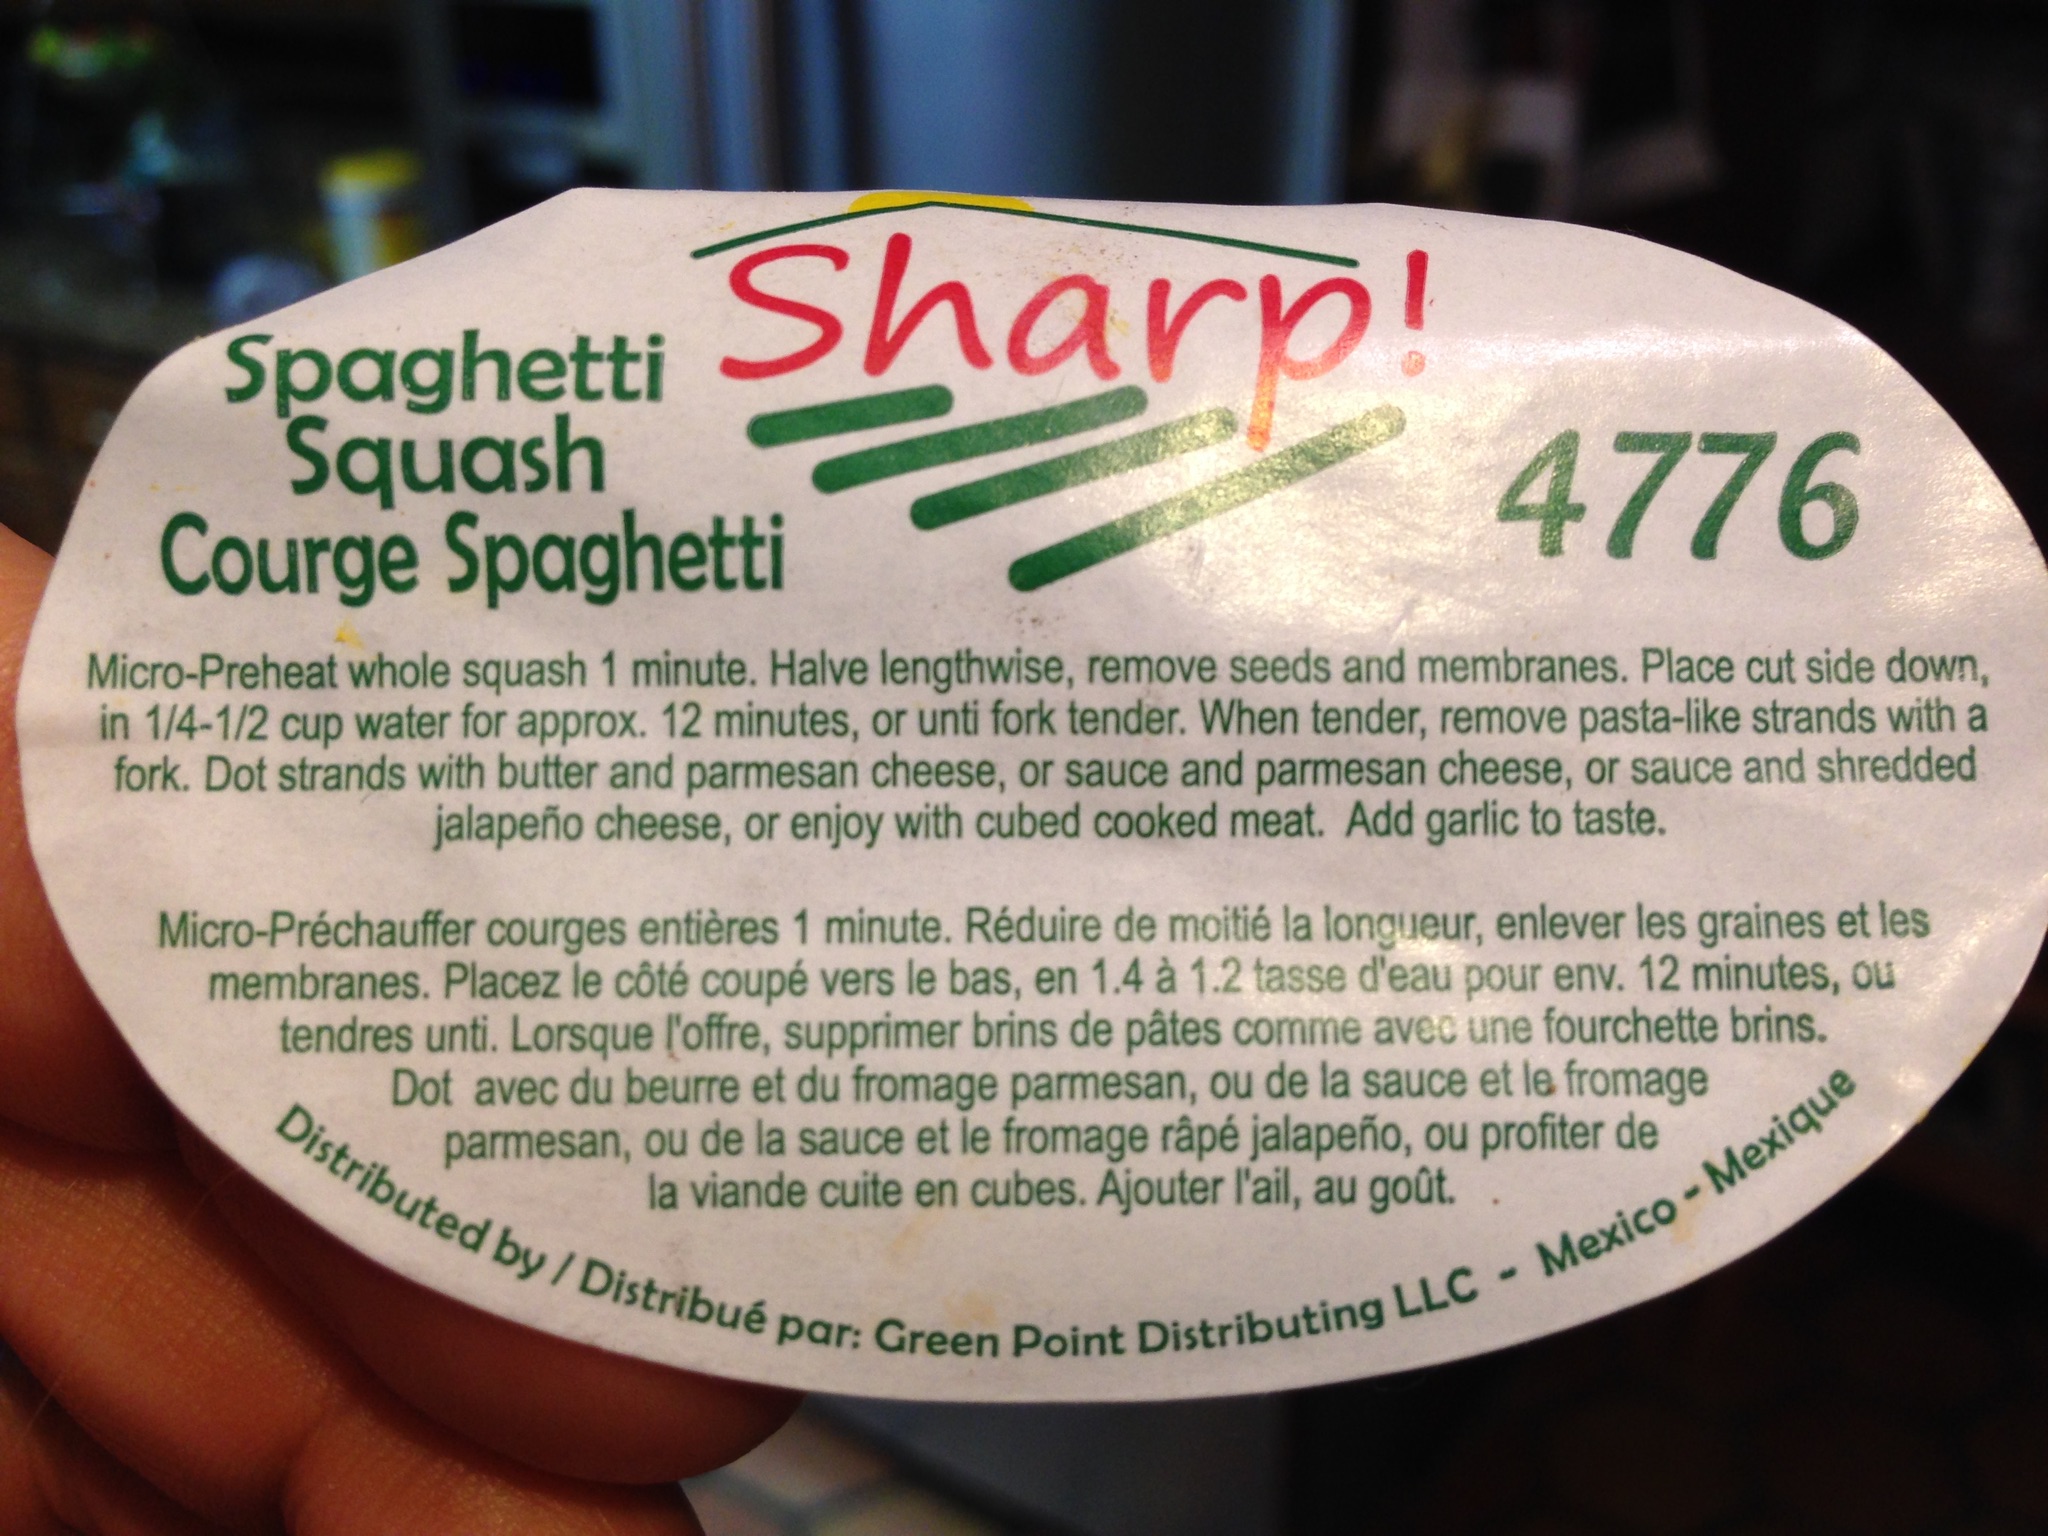 Sharp!
Spaghetti
Squash
Courge Spaghetti
4776
Micro-Preheat whole squash 1 minute. Halve lengthwise, remove seeds and membranes. Place cut side down,
in 1/4-1/2 cup water for approx. 12 minutes, or unti fork tender. When tender, remove pasta-like strands with a
fork. Dot strands with butter and parmesan cheese, or sauce and parmesan cheese, or sauce and shredded
jalapeño cheese, or enjoy with cubed cooked meat. Add garlic to taste.
Micro-Préchauffer courges entières 1 minute. Réduire de moitié la longueur, enlever les graines et les
membranes. Placez le côté coupé vers le bas, en 1.4 à 1.2 tasse d'eau pour env. 12 minutes, ou
tendres unti. Lorsque l'offre, supprimer brins de pâtes comme avec une fourchette brins.
Dot avec du beurre et du fromage parmesan, ou de la sauce et le fromage
parmesan, ou de la sauce et le fromage râpé jalapeño, ou profiter de
la viande cuite en cubes. Ajouter l'ail, au goût.
Distributed by / Distribué par: Green Point Distributing LLC - Mexico - Mexique